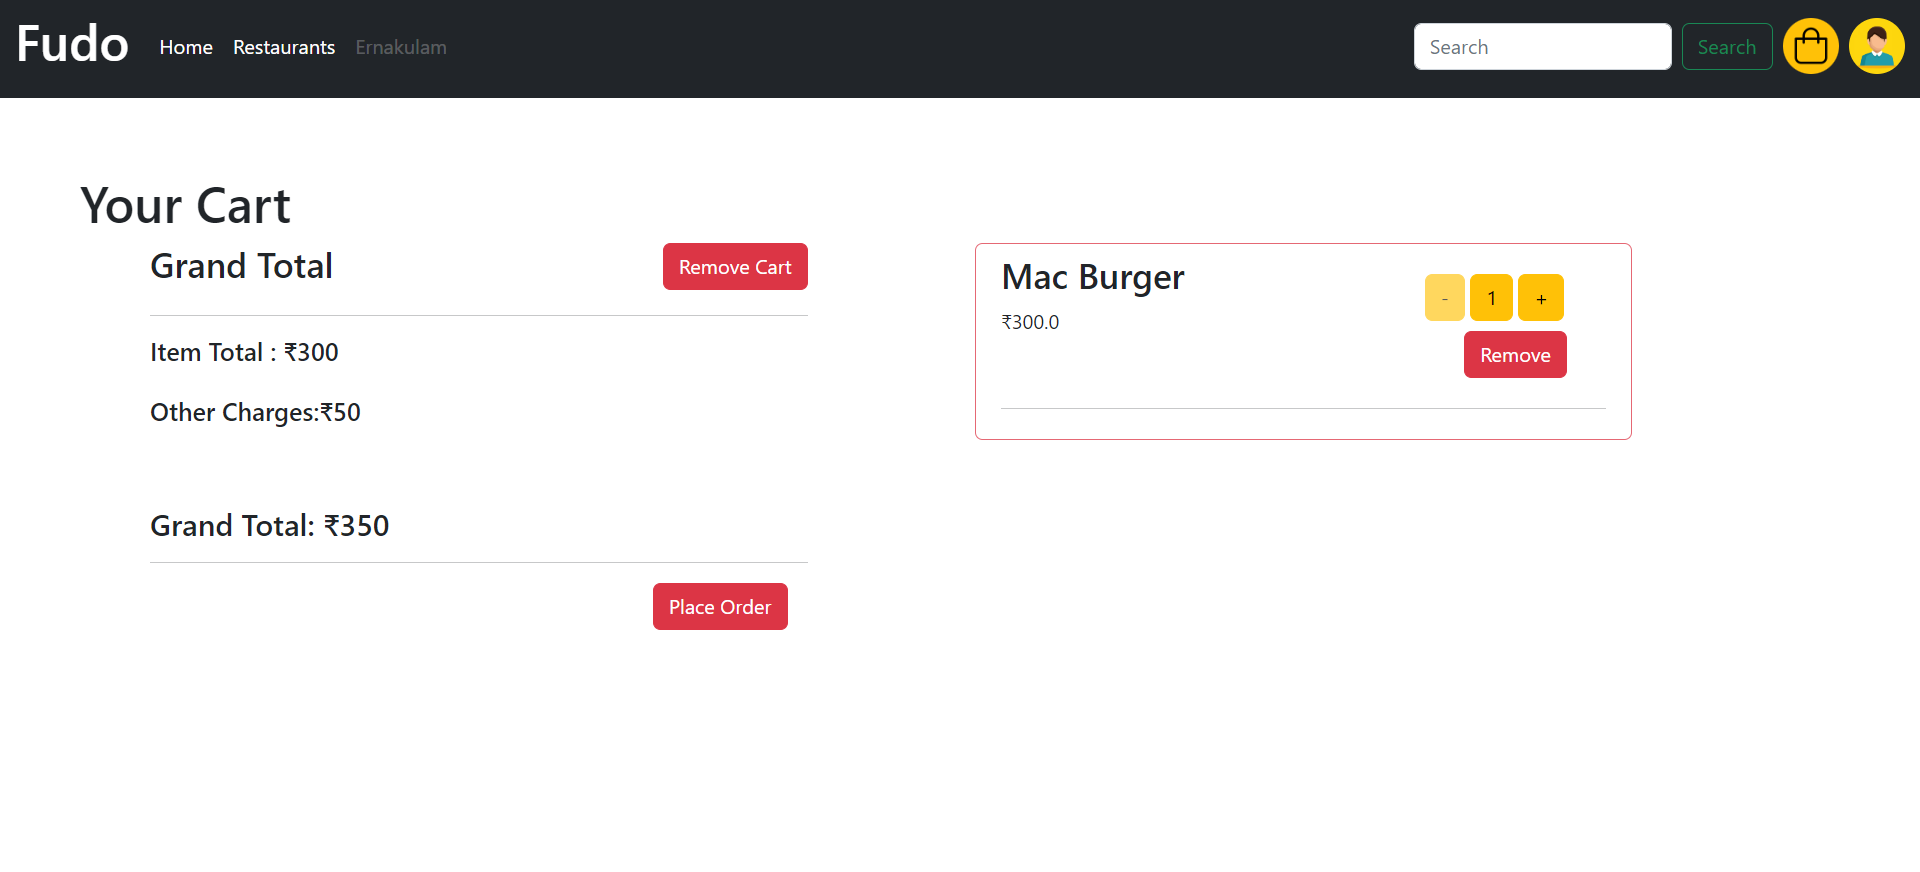 Fudo Home Restaurants Ernakulam Search Search
Your Cart
Grand Total Remove Cart
Item Total : ₹300
Other Charges:₹50
Grand Total: ₹350
Place Order
Mac Burger - 1 +
₹300.0
Remove